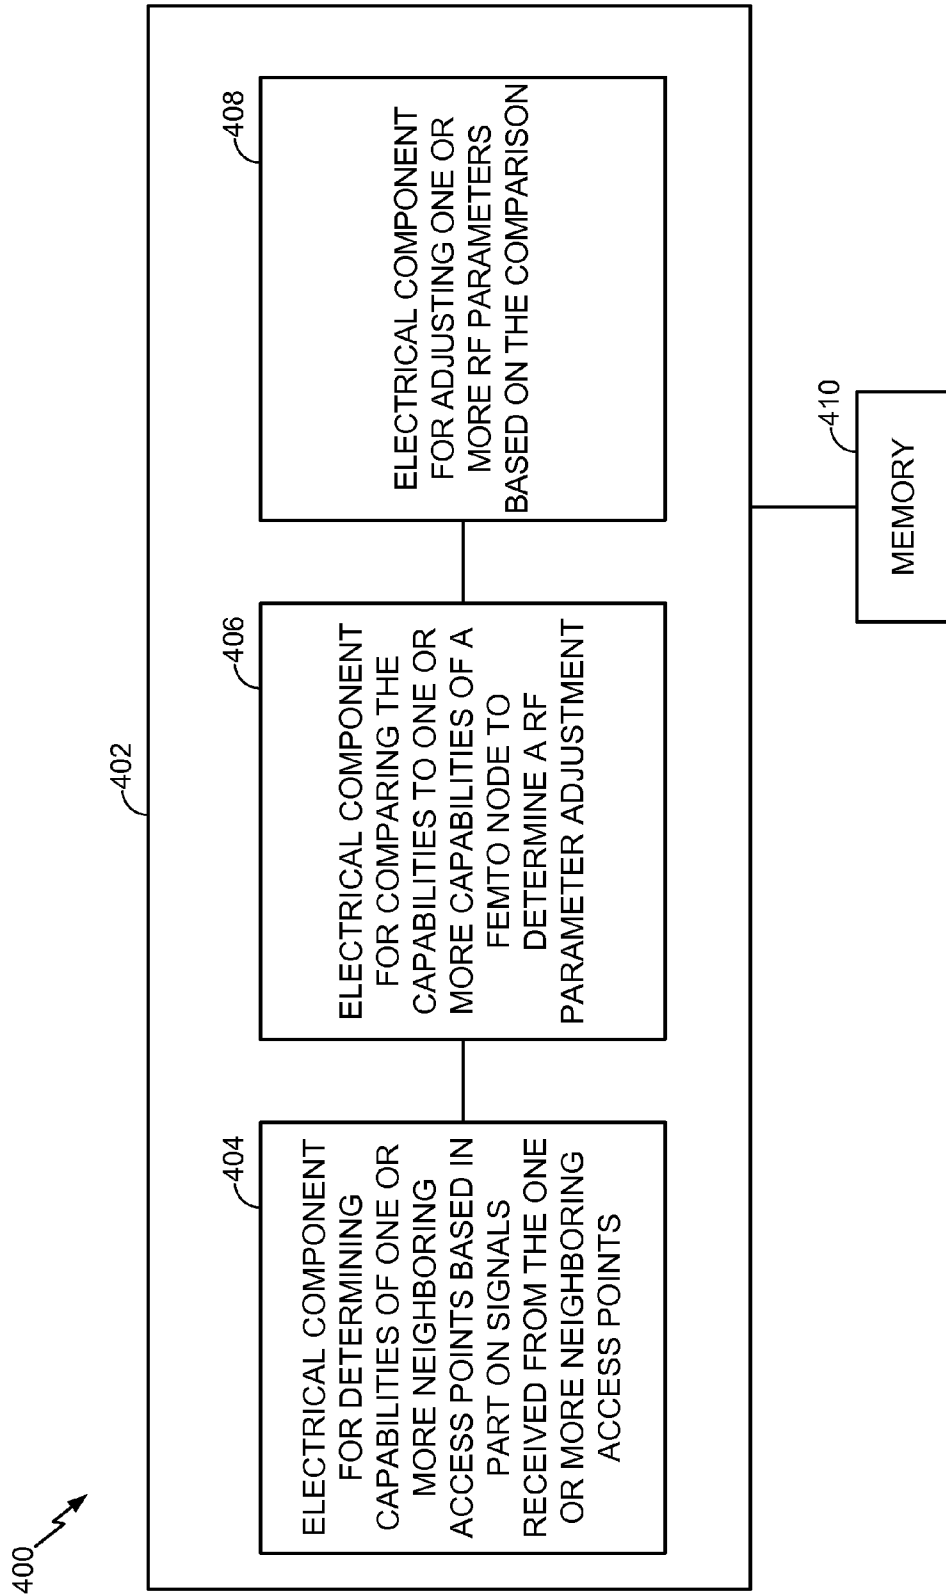 400
402
404
ELECTRICAL COMPONENT
FOR DETERMINING
CAPABILITIES OF ONE OR
MORE NEIGHBORING
ACCESS POINTS BASED IN
PART ON SIGNALS
RECEIVED FROM THE ONE
OR MORE NEIGHBORING
ACCESS POINTS
406
ELECTRICAL COMPONENT
FOR COMPARING THE
CAPABILITIES TO ONE OR
MORE CAPABILITIES OF A
FEMTO NODE TO
DETERMINE A RF
PARAMETER ADJUSTMENT
408
ELECTRICAL COMPONENT
FOR ADJUSTING ONE OR
MORE RF PARAMETERS
BASED ON THE COMPARISON
410
MEMORY